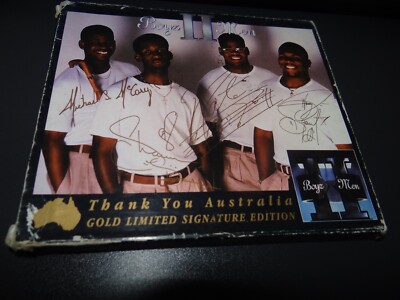 Boyz II Men
Michael S McCary
Thank You Australia
GOLD LIMITED SIGNATURE EDITION
II
Boyz Men